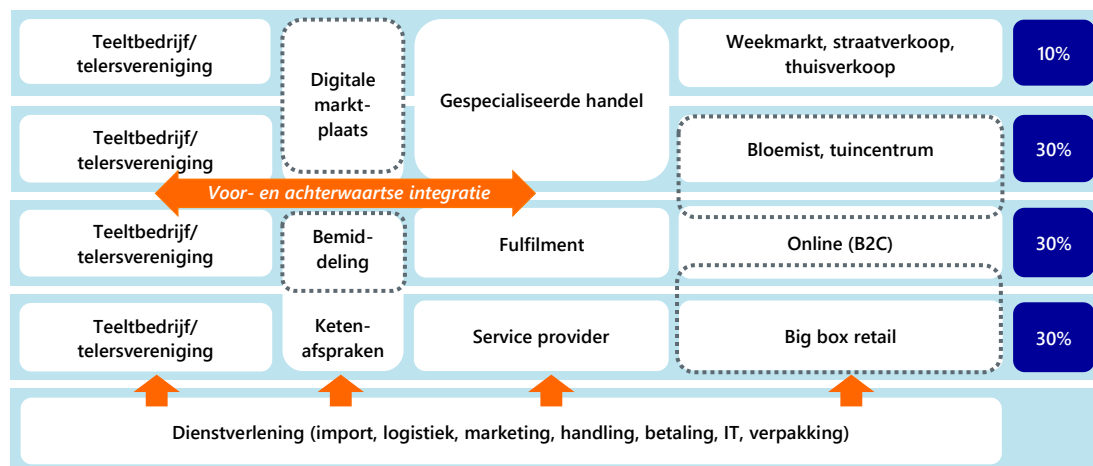 Teeltbedrijf/
telersvereniging
Digitale
markt-
plaats
Gespecialiseerde handel
Weekmarkt, straatverkoop,
thuisverkoop
10%
Teeltbedrijf/
telersvereniging
Bloemist, tuincentrum
30%
Voor- en achterwaartse integratie
Teeltbedrijf/
telersvereniging
Bemid-
deling
Fulfilment
Online (B2C)
30%
Teeltbedrijf/
telersvereniging
Keten-
afspraken
Service provider
Big box retail
30%
Dienstverlening (import, logistiek, marketing, handling, betaling, IT, verpakking)